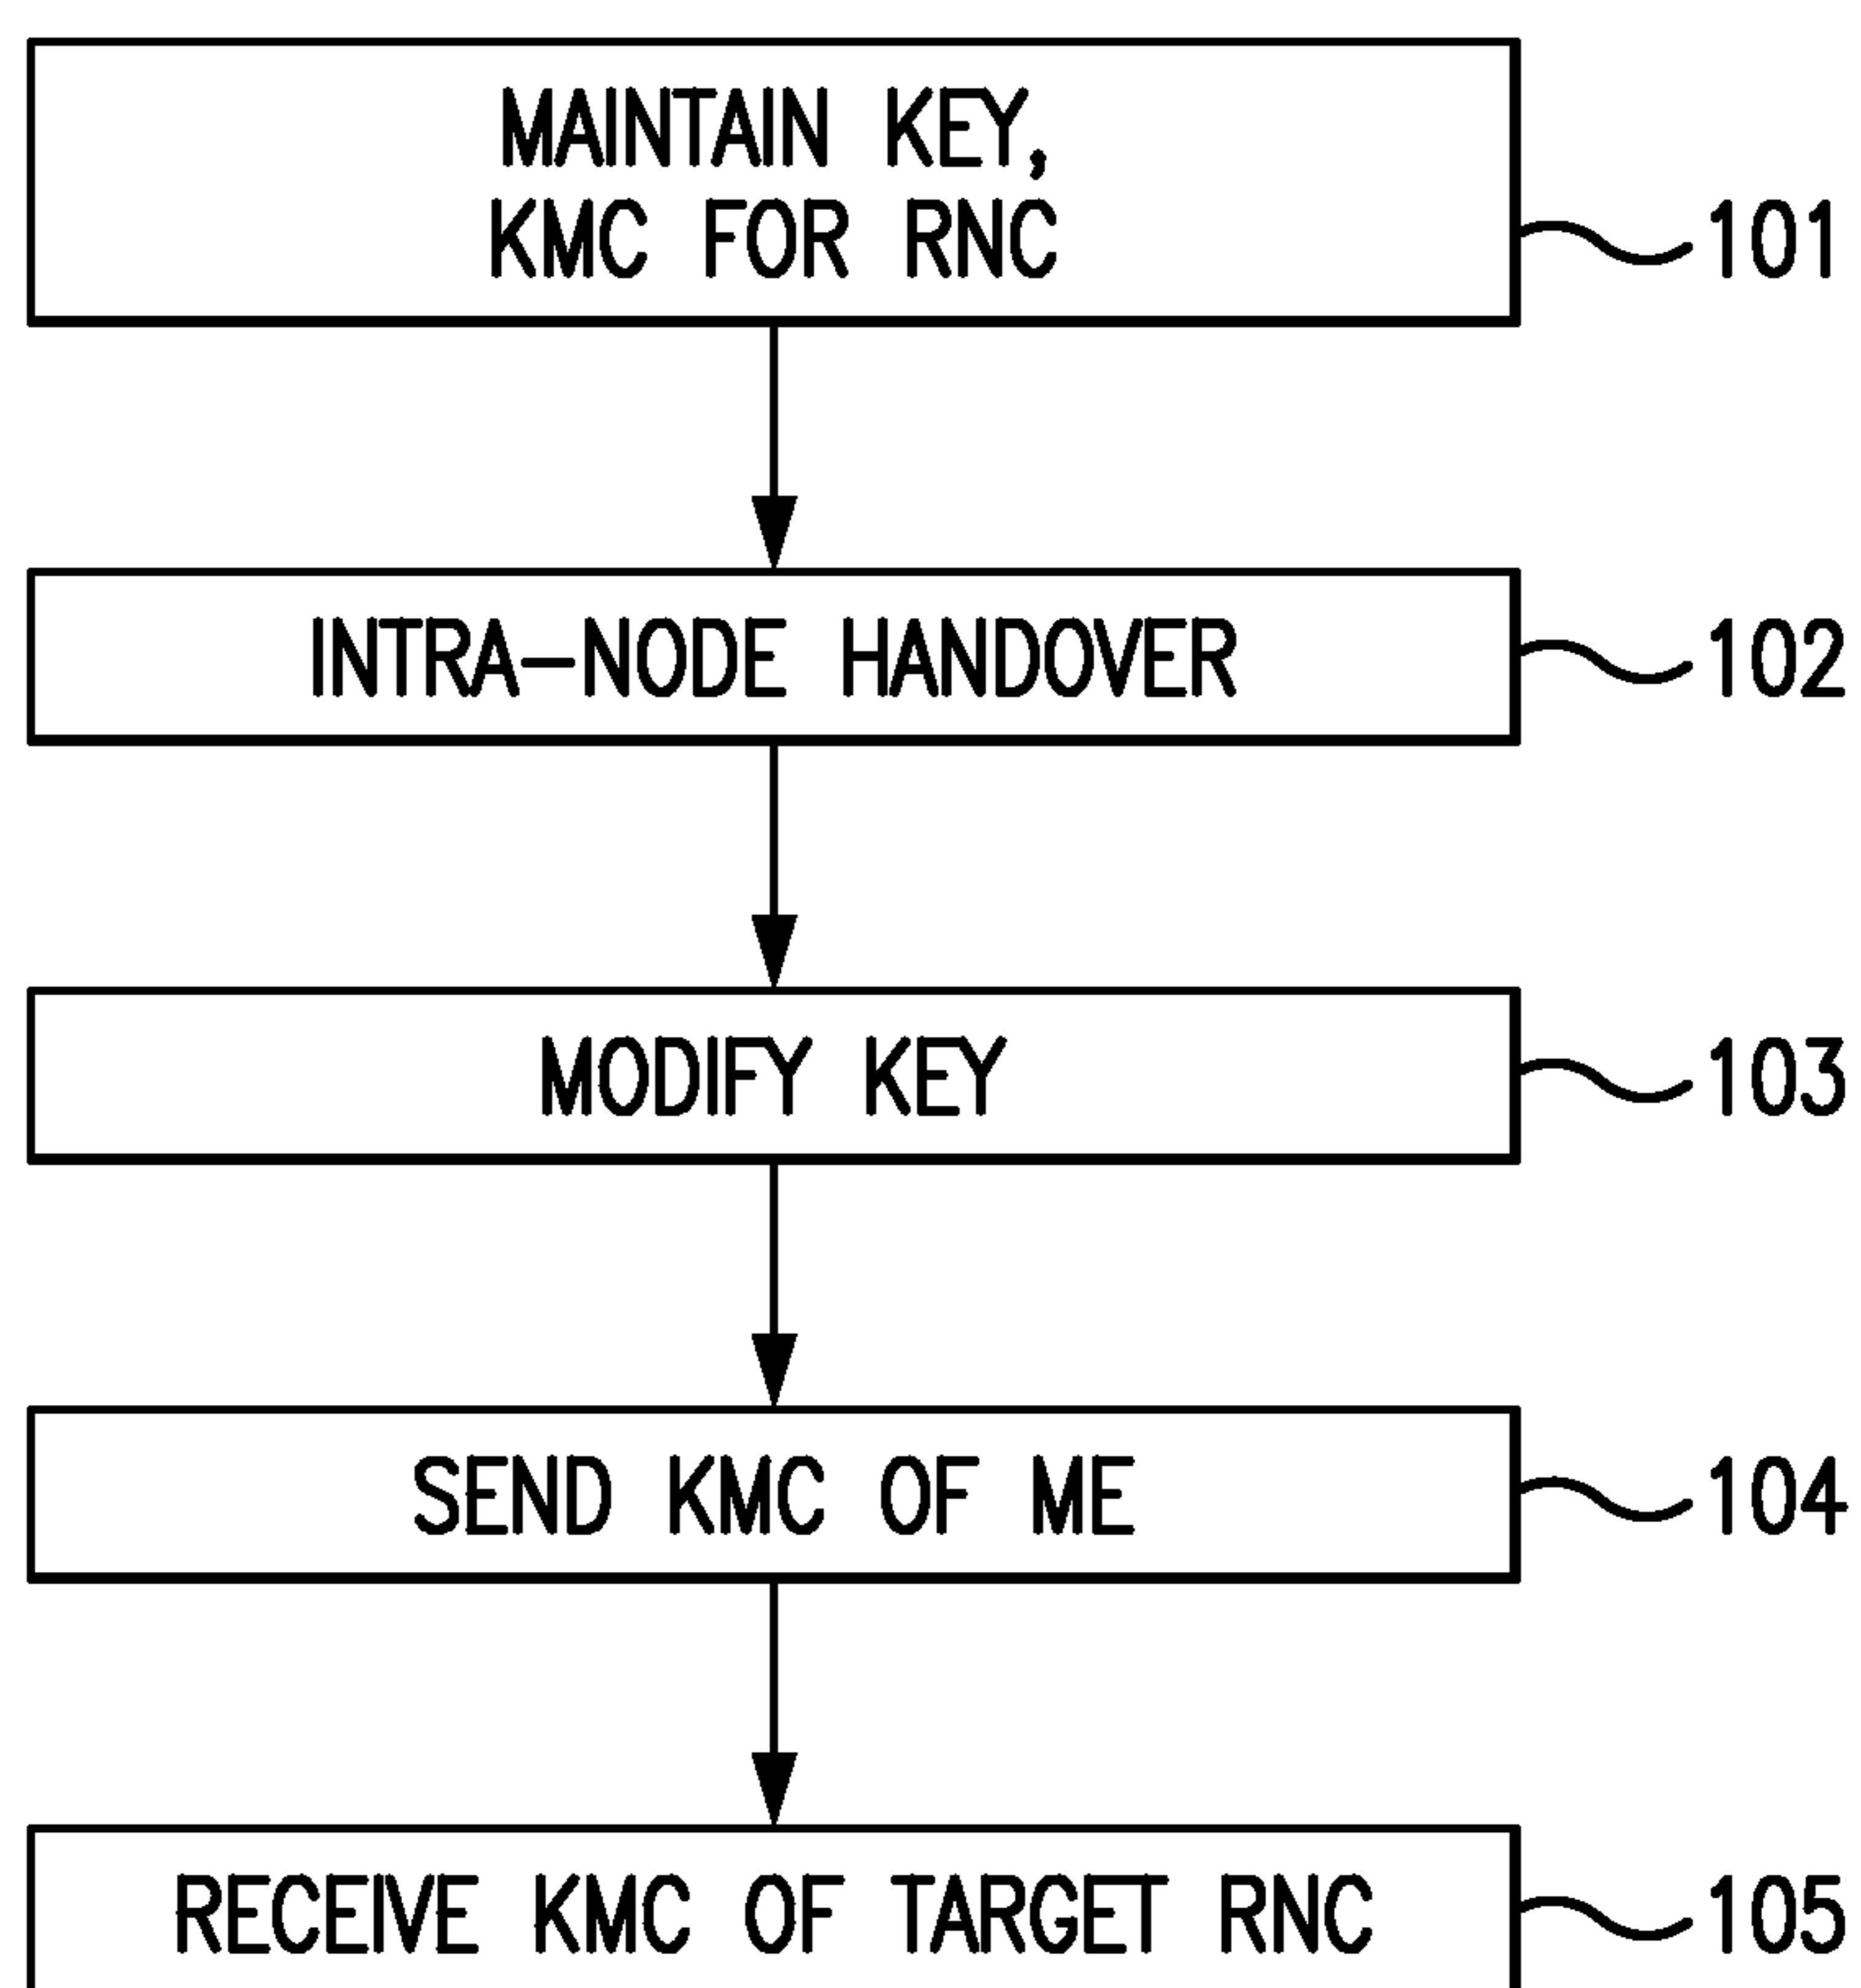 MAINTAIN KEY,
KMC FOR RNC
101
INTRA-NODE HANDOVER
102
MODIFY KEY
103
SEND KMC OF ME
104
RECEIVE KMC OF TARGET RNC
105